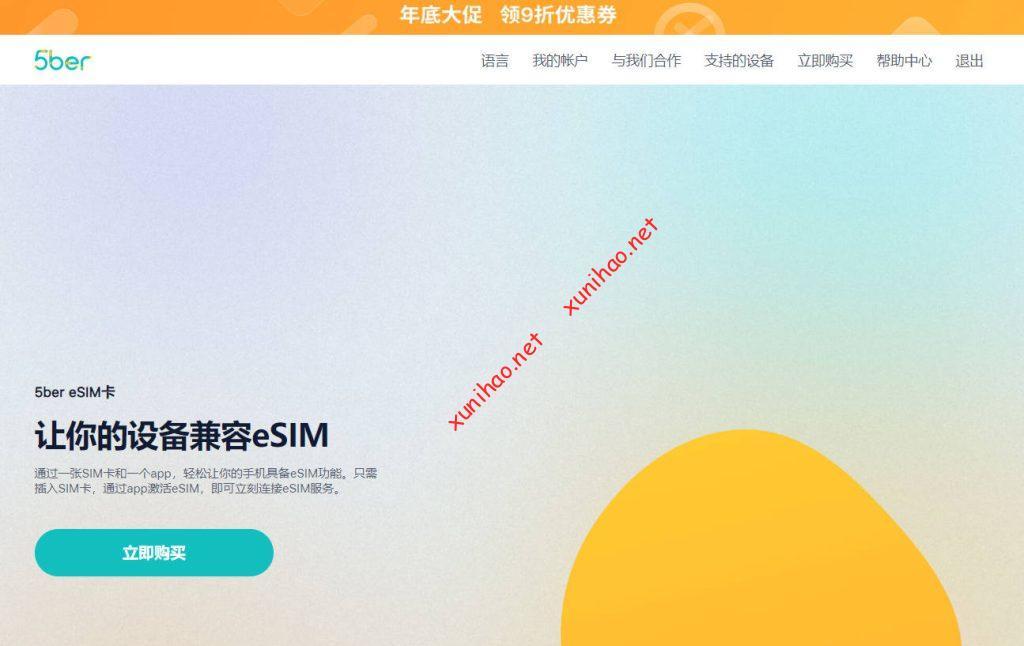 年底大促 领9折优惠券
5ber
语言 我的帐户 与我们合作 支持的设备 立即购买 帮助中心 退出
xunihao.net
xunihao.net
5ber eSIM卡
让你的设备兼容eSIM
通过一张SIM卡和一个app，轻松让你的手机具备eSIM功能。只需
插入SIM卡，通过app激活eSIM，即可立刻连接eSIM服务。
立即购买